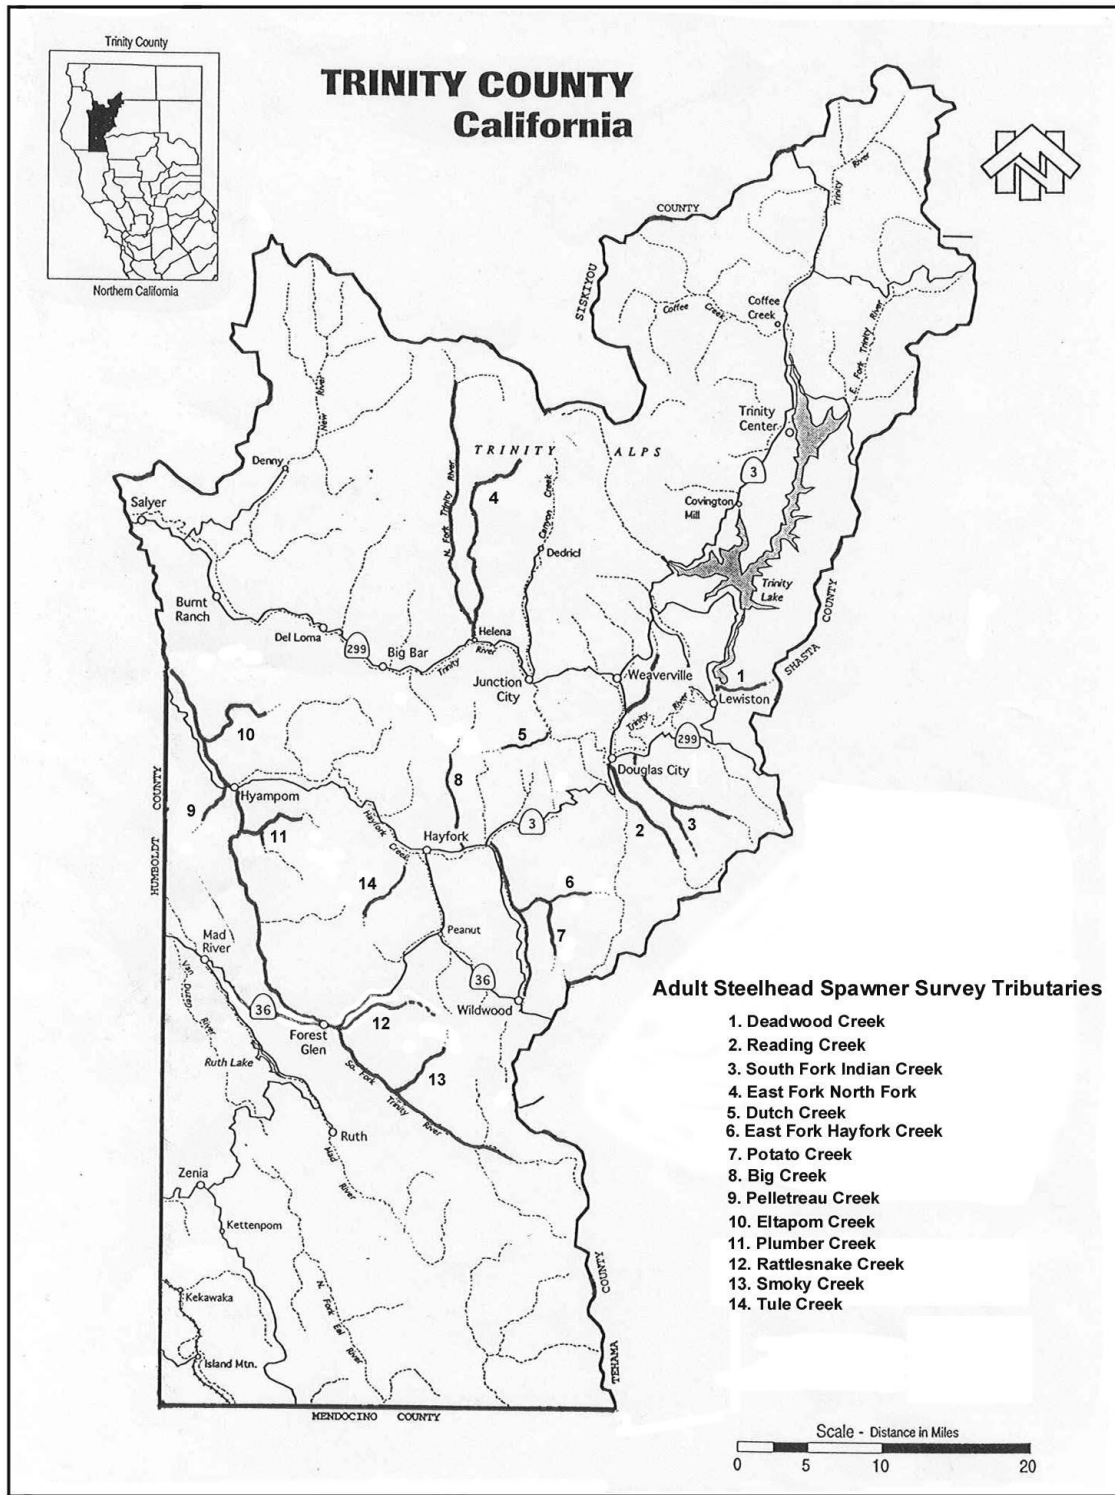 Trinity County
Northern California
TRINITY COUNTY
California
COUNTY
SISKIYOU
Trinity
River
Coffee
Creek
Coffee
Creek
E. Fork Trinity River
New River
Trinity
Center
TRINITY ALPS
3
Denny
N. Fork Trinity River
4
Canyon Creek
Covington
Mill
Salyer
Dedricl
Trinity
Lake
Burnt
Ranch
Del Loma
299
Big Bar
Helena
Trinity
River
COUNTY
SHASTA
Junction
City
Weaverville
1
Lewiston
Trinity
River
10
5
299
Douglas City
8
COUNTY
HUMBOLDT
9
Hyampom
11
Hayfork
Creek
Hayfork
3
2
3
14
6
Peanut
7
Mad
River
Van Duzen
River
36
36
Wildwood
12
Forest
Glen
Ruth Lake
So. Fork
Trinity
River
13
Ruth
Mad
River
Zenia
Kettenpom
N. Fork Eel
River
Kekawaka
Island Mtn.
COUNTY
TEHAMA
MENDOCINO COUNTY
Adult Steelhead Spawner Survey Tributaries
1. Deadwood Creek
2. Reading Creek
3. South Fork Indian Creek
4. East Fork North Fork
5. Dutch Creek
6. East Fork Hayfork Creek
7. Potato Creek
8. Big Creek
9. Pelletreau Creek
10. Eltapom Creek
11. Plumber Creek
12. Rattlesnake Creek
13. Smoky Creek
14. Tule Creek
Scale - Distance in Miles
0 5 10 20